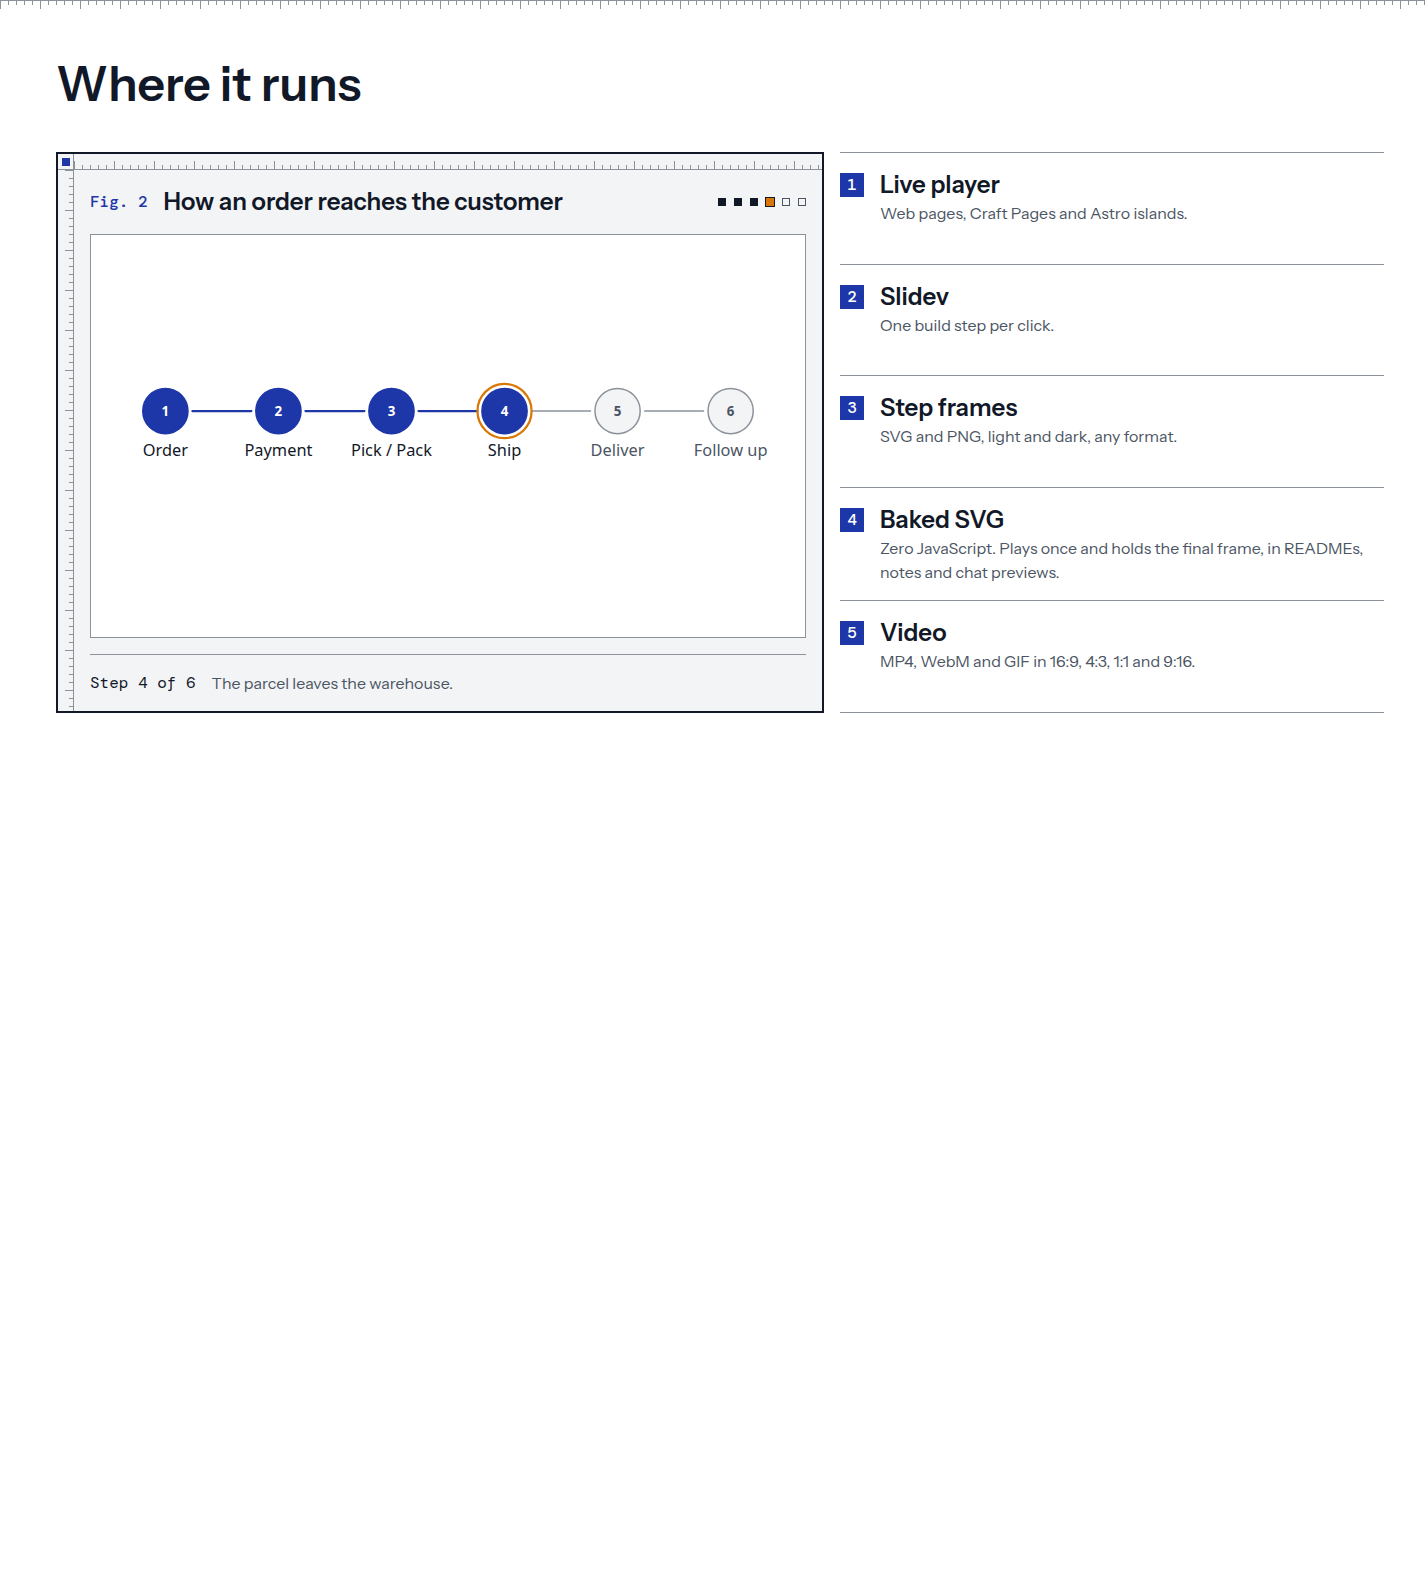 Where it runs
Fig. 2 How an order reaches the customer
1 2 3 4 5 6
Order Payment Pick / Pack Ship Deliver Follow up
Step 4 of 6 The parcel leaves the warehouse.
1 Live player
Web pages, Craft Pages and Astro islands.
2 Slidev
One build step per click.
3 Step frames
SVG and PNG, light and dark, any format.
4 Baked SVG
Zero JavaScript. Plays once and holds the final frame, in READMEs,
notes and chat previews.
5 Video
MP4, WebM and GIF in 16:9, 4:3, 1:1 and 9:16.